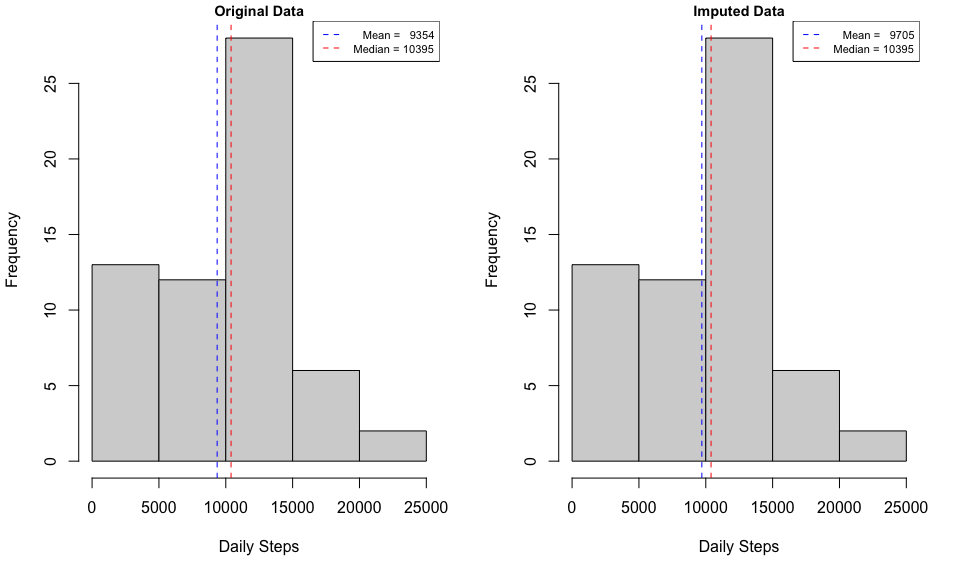 Original Data
Mean = 9354
Median = 10395
Frequency
0
5
10
15
20
25
0 5000 10000 15000 20000 25000
Daily Steps
Imputed Data
Mean = 9705
Median = 10395
Frequency
0
5
10
15
20
25
0 5000 10000 15000 20000 25000
Daily Steps